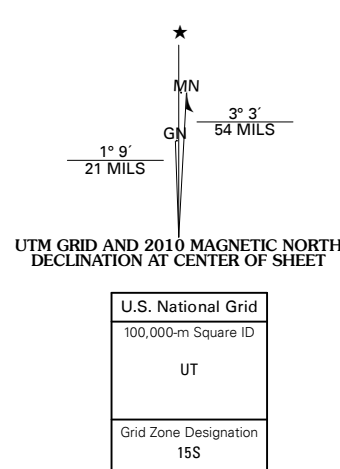 ★
MN
GN
3° 3´
54 MILS
1° 9´
21 MILS
UTM GRID AND 2010 MAGNETIC NORTH
DECLINATION AT CENTER OF SHEET
U.S. National Grid
100,000-m Square ID
UT
Grid Zone Designation
15S